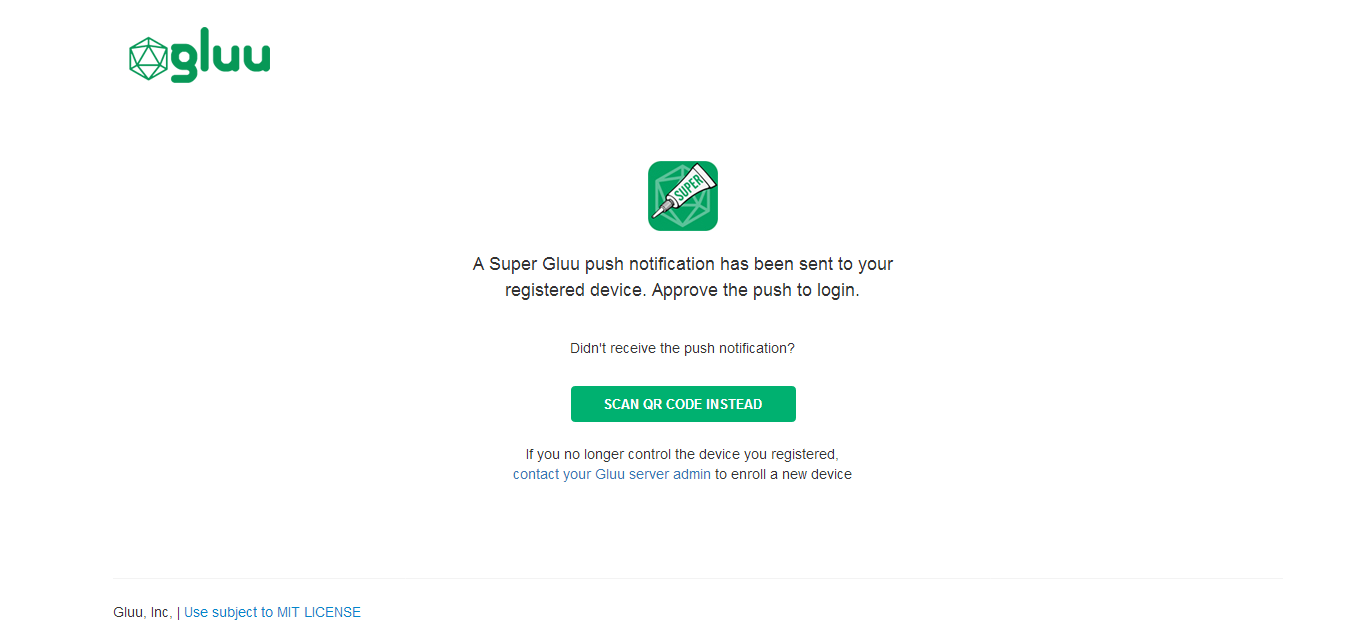 gluu
SUPER
A Super Gluu push notification has been sent to your
registered device. Approve the push to login.
Didn't receive the push notification?
SCAN QR CODE INSTEAD
If you no longer control the device you registered,
contact your Gluu server admin to enroll a new device
Gluu, Inc, | Use subject to MIT LICENSE